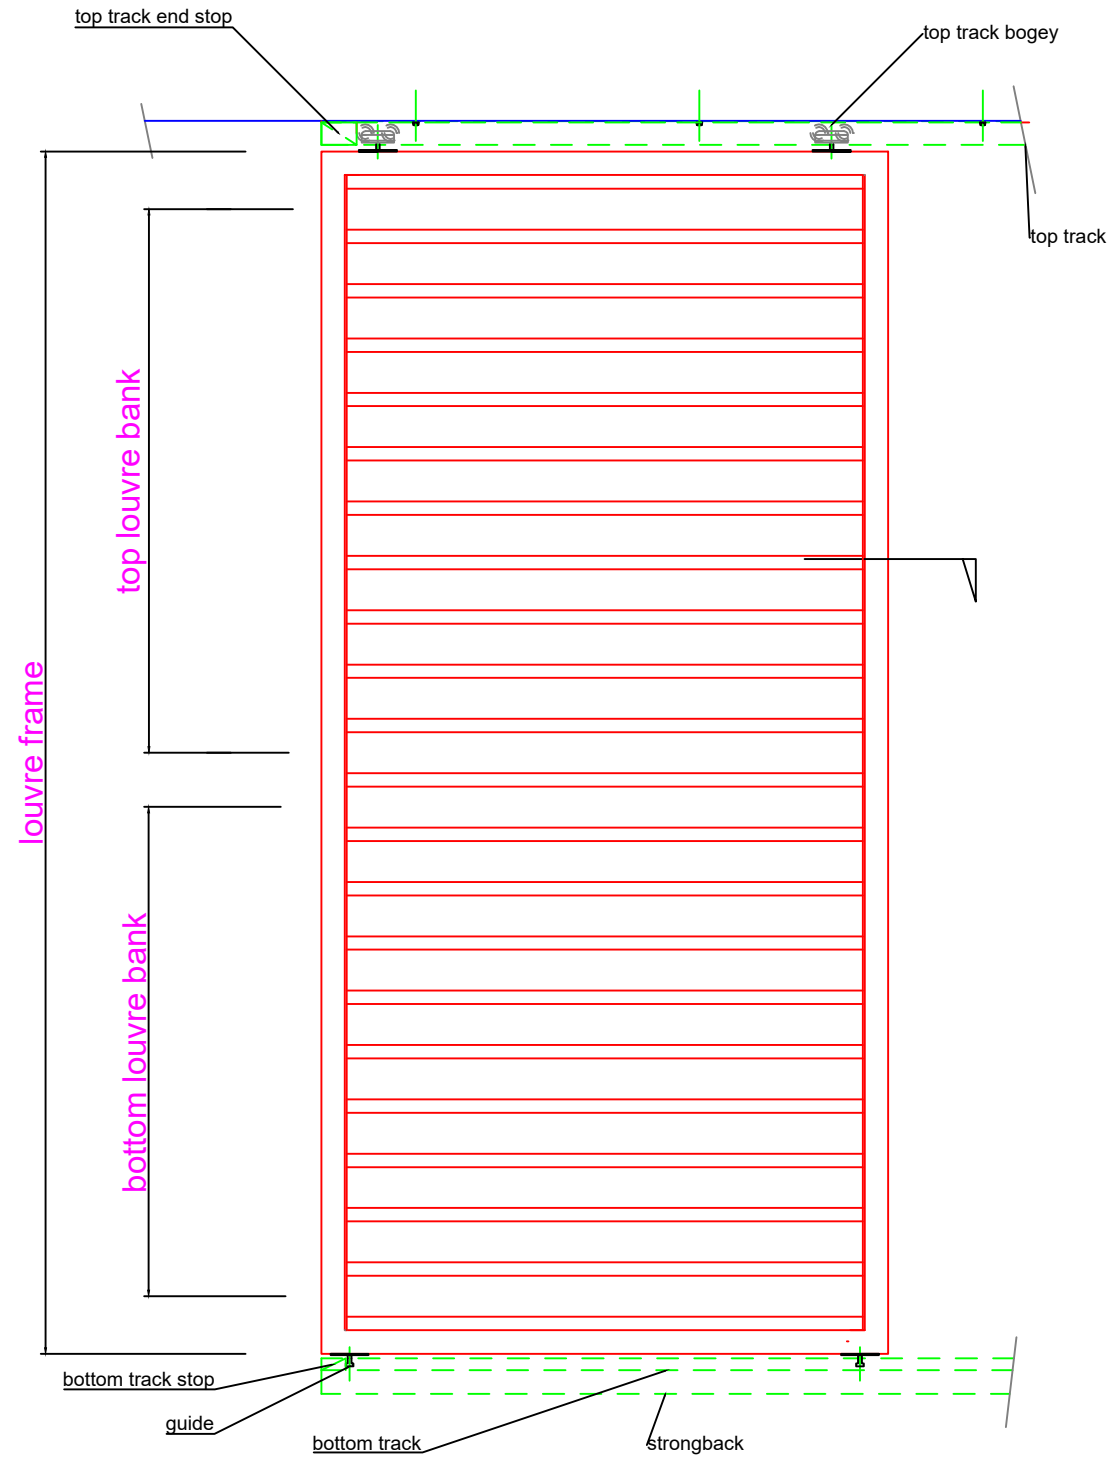 top track end stop
top track bogey
top track
top louvre bank
louvre frame
bottom louvre bank
bottom track stop
guide
bottom track
strongback